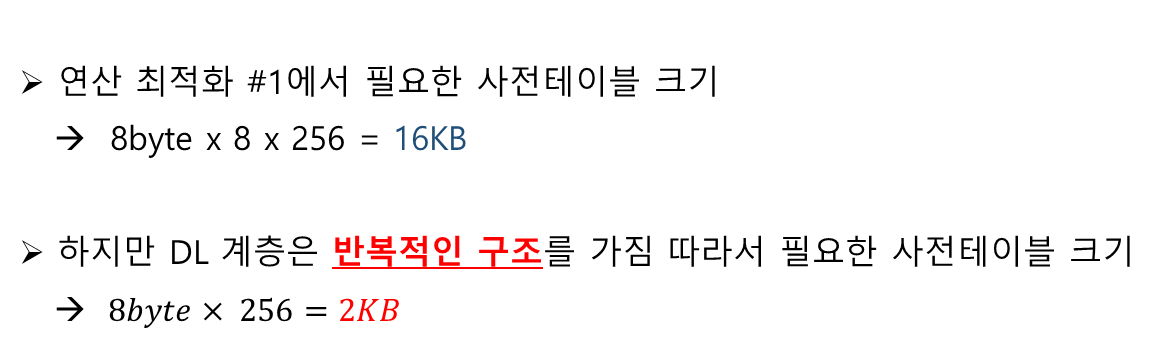 ➢ 연산 최적화 #1에서 필요한 사전테이블 크기
→ 8byte x 8 x 256 = 16KB
➢ 하지만 DL 계층은 반복적인 구조를 가짐 따라서 필요한 사전테이블 크기
→ 8byte × 256 = 2KB